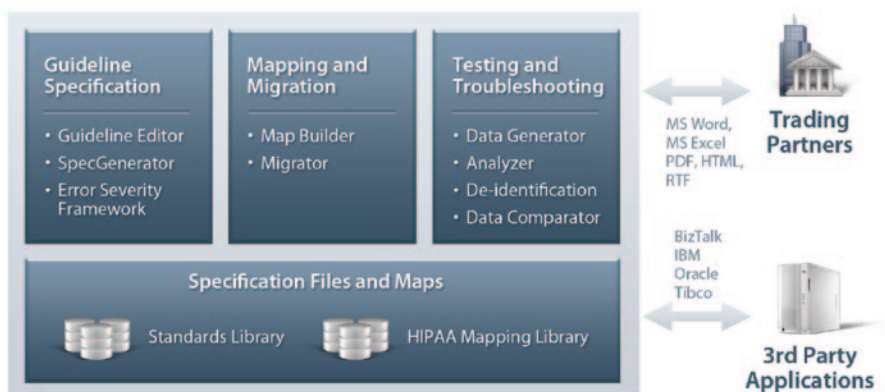 Guideline
Specification
• Guideline Editor
• SpecGenerator
• Error Severity
Framework
Mapping and
Migration
• Map Builder
• Migrator
Testing and
Troubleshooting
• Data Generator
• Analyzer
• De-identification
• Data Comparator
Specification Files and Maps
Standards Library
HIPAA Mapping Library
MS Word,
MS Excel
PDF, HTML,
RTF
Trading
Partners
BizTalk
IBM
Oracle
Tibco
3rd Party
Applications